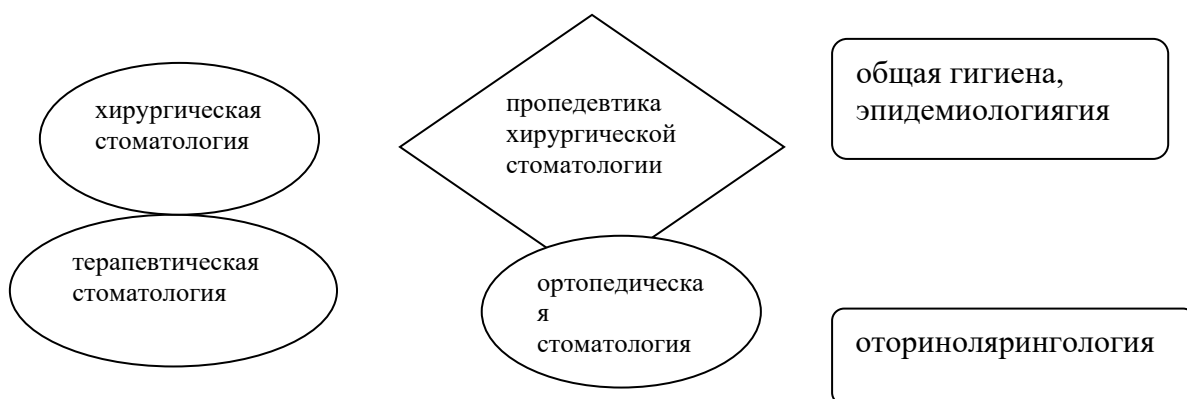 хирургическая
стоматология
терапевтическая
стоматология
пропедевтика
хирургической
стоматологии
ортопедическа
я
стоматология
общая гигиена,
эпидемиологиягия
оториноларингология